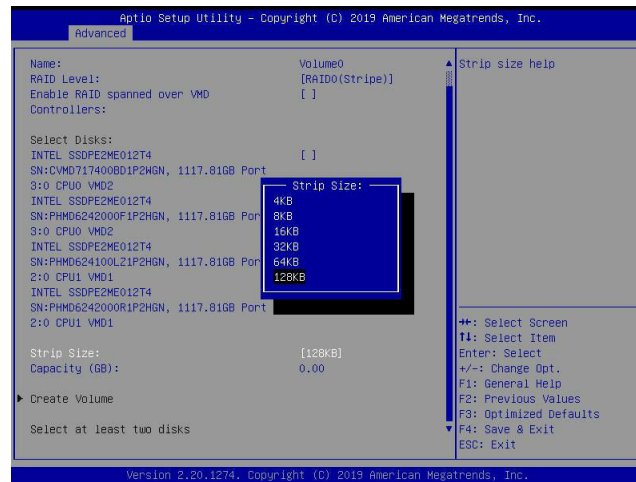 Aptio Setup Utility – Copyright (C) 2019 American Megatrends, Inc.
Advanced
Name: Volume0
RAID Level: [RAID0(Stripe)]
Enable RAID spanned over VMD [ ]
Controllers:
Select Disks:
INTEL SSDPE2ME012T4 [ ]
SN:CVMD717400BD1P2WGN, 1117.81GB Port
3:0 CPU0 VMD2
INTEL SSDPE2ME012T4
SN:PHMD6242000F1P2HGN, 1117.81GB Por
3:0 CPU0 VMD2
INTEL SSDPE2ME012T4
SN:PHMD624100LZ1P2HGN, 1117.81GB Por
2:0 CPU1 VMD1
INTEL SSDPE2ME012T4
SN:PHMD6242000R1P2HGN, 1117.81GB Port
2:0 CPU1 VMD1
Strip Size: [128KB]
Capacity (GB): 0.00
Create Volume
Select at least two disks
Strip Size:
4KB
8KB
16KB
32KB
64KB
128KB
Strip size help
: Select Screen
: Select Item
Enter: Select
+/-: Change Opt.
F1: General Help
F2: Previous Values
F3: Optimized Defaults
F4: Save & Exit
ESC: Exit
Version 2.20.1274. Copyright (C) 2019 American Megatrends, Inc.